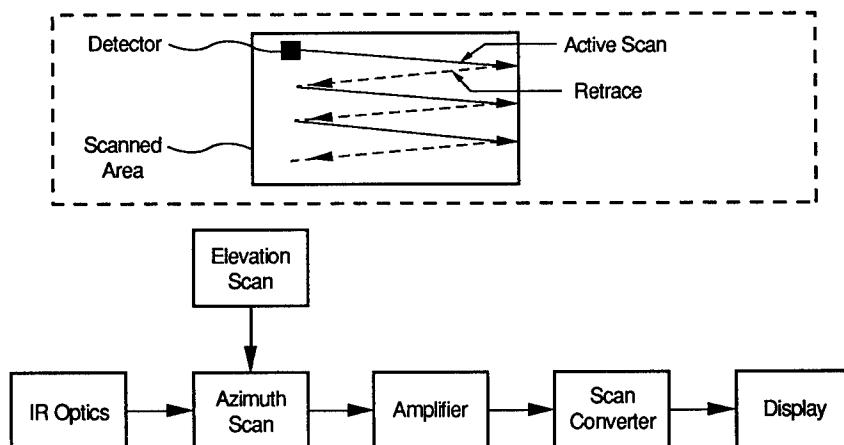 Detector
Active Scan
Retrace
Scanned
Area
Elevation
Scan
IR Optics
Azimuth
Scan
Amplifier
Scan
Converter
Display